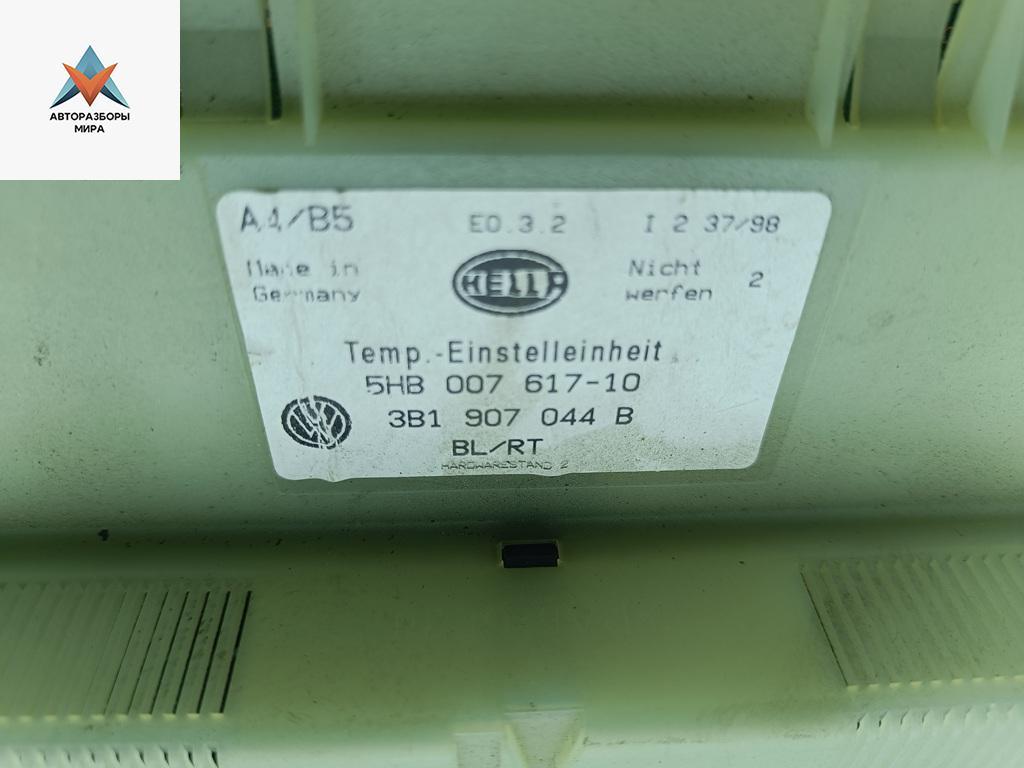 АВТОРАЗБОРЫ
МИРА
A4/B5 E0.3.2 I 2 37/98
Made in Germany
HELLA
Nicht werfen 2
Temp.-Einstelleinheit
5HB 007 617-10
3B1 907 044 B
BL/RT
HARDWARESTAND 2